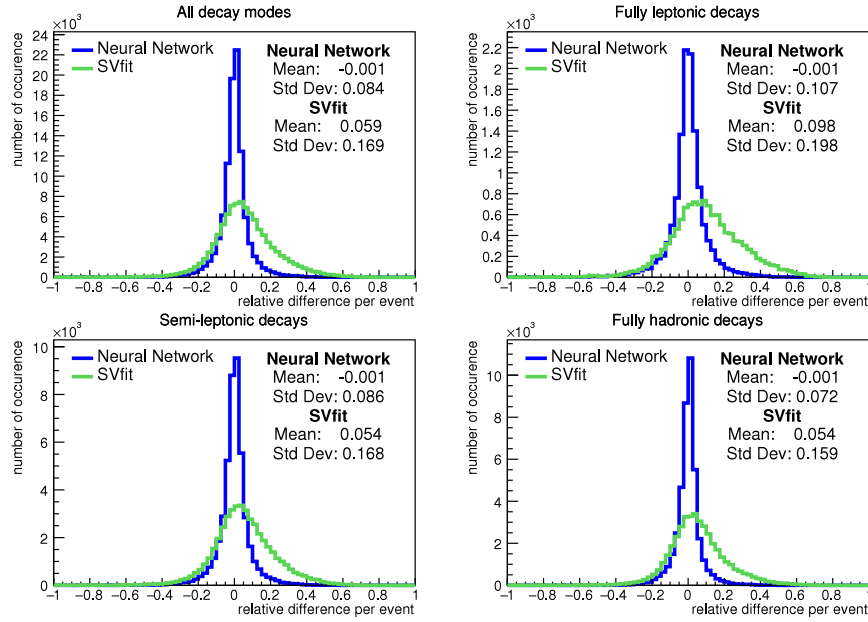 All decay modes
×10³
number of occurence
24
22
20
18
16
14
12
10
8
6
4
2
0
Neural Network
SVfit
Neural Network
Mean: -0.001
Std Dev: 0.084
SVfit
Mean: 0.059
Std Dev: 0.169
−1 −0.8 −0.6 −0.4 −0.2 0 0.2 0.4 0.6 0.8 1
relative difference per event
Fully leptonic decays
×10³
number of occurence
2.2
2
1.8
1.6
1.4
1.2
1
0.8
0.6
0.4
0.2
0
Neural Network
SVfit
Neural Network
Mean: -0.001
Std Dev: 0.107
SVfit
Mean: 0.098
Std Dev: 0.198
−1 −0.8 −0.6 −0.4 −0.2 0 0.2 0.4 0.6 0.8 1
relative difference per event
Semi-leptonic decays
×10³
number of occurence
10
8
6
4
2
0
Neural Network
SVfit
Neural Network
Mean: -0.001
Std Dev: 0.086
SVfit
Mean: 0.054
Std Dev: 0.168
−1 −0.8 −0.6 −0.4 −0.2 0 0.2 0.4 0.6 0.8 1
relative difference per event
Fully hadronic decays
×10³
number of occurence
10
8
6
4
2
0
Neural Network
SVfit
Neural Network
Mean: -0.001
Std Dev: 0.072
SVfit
Mean: 0.054
Std Dev: 0.159
−1 −0.8 −0.6 −0.4 −0.2 0 0.2 0.4 0.6 0.8 1
relative difference per event